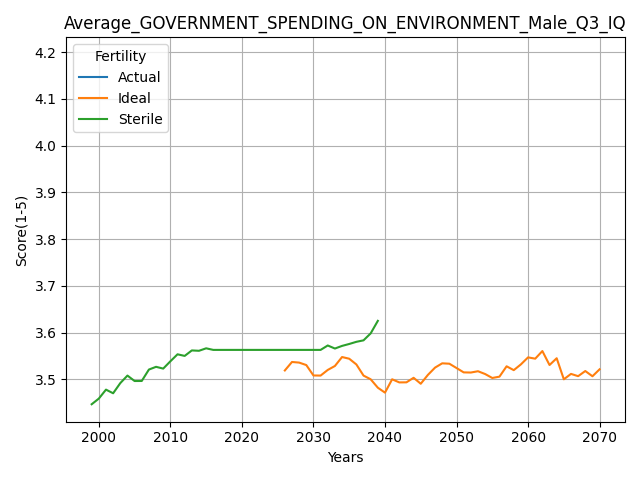 Average_GOVERNMENT_SPENDING_ON_ENVIRONMENT_Male_Q3_IQ
Fertility
Actual
Ideal
Sterile
Score(1-5)
4.2
4.1
4.0
3.9
3.8
3.7
3.6
3.5
2000 2010 2020 2030 2040 2050 2060 2070
Years